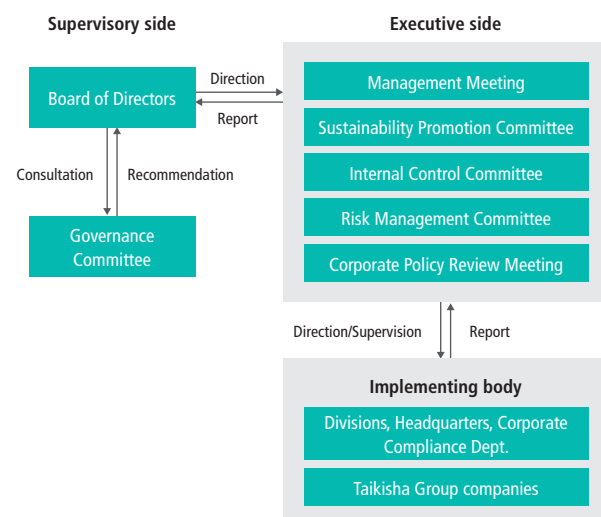 Supervisory side
Executive side
Board of Directors
Direction
Report
Management Meeting
Sustainability Promotion Committee
Internal Control Committee
Risk Management Committee
Corporate Policy Review Meeting
Consultation
Recommendation
Governance
Committee
Direction/Supervision
Report
Implementing body
Divisions, Headquarters, Corporate
Compliance Dept.
Taikisha Group companies